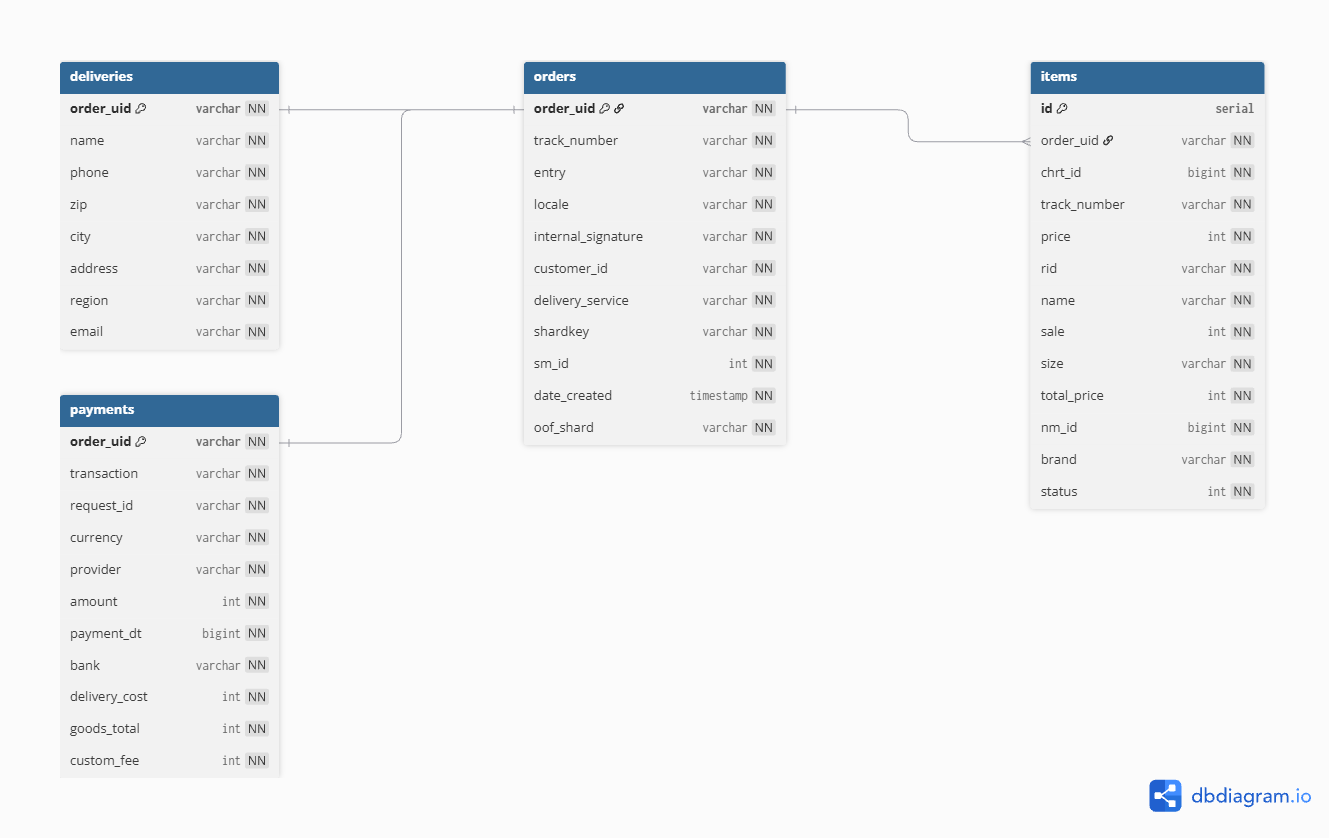 deliveries
order_uid varchar NN
name varchar NN
phone varchar NN
zip varchar NN
city varchar NN
address varchar NN
region varchar NN
email varchar NN
payments
order_uid varchar NN
transaction varchar NN
request_id varchar NN
currency varchar NN
provider varchar NN
amount int NN
payment_dt bigint NN
bank varchar NN
delivery_cost int NN
goods_total int NN
custom_fee int NN
orders
order_uid varchar NN
track_number varchar NN
entry varchar NN
locale varchar NN
internal_signature varchar NN
customer_id varchar NN
delivery_service varchar NN
shardkey varchar NN
sm_id int NN
date_created timestamp NN
oof_shard varchar NN
items
id serial
order_uid varchar NN
chrt_id bigint NN
track_number varchar NN
price int NN
rid varchar NN
name varchar NN
sale int NN
size varchar NN
total_price int NN
nm_id bigint NN
brand varchar NN
status int NN
dbdiagram.io